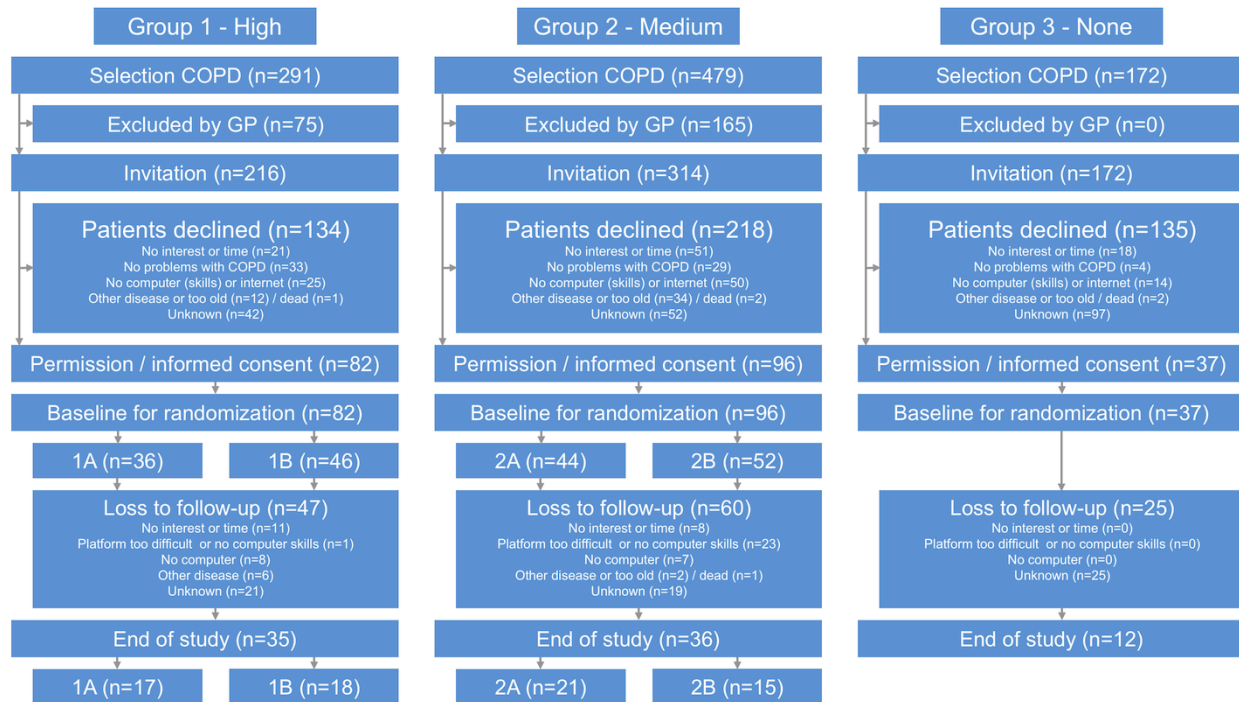 Group 1 - High
Selection COPD (n=291)
Excluded by GP (n=75)
Invitation (n=216)
Patients declined (n=134)
No interest or time (n=21)
No problems with COPD (n=33)
No computer (skills) or internet (n=25)
Other disease or too old (n=12) / dead (n=1)
Unknown (n=42)
Permission / informed consent (n=82)
Baseline for randomization (n=82)
1A (n=36)
1B (n=46)
Loss to follow-up (n=47)
No interest or time (n=11)
Platform too difficult or no computer skills (n=1)
No computer (n=8)
Other disease (n=6)
Unknown (n=21)
End of study (n=35)
1A (n=17)
1B (n=18)
Group 2 - Medium
Selection COPD (n=479)
Excluded by GP (n=165)
Invitation (n=314)
Patients declined (n=218)
No interest or time (n=51)
No problems with COPD (n=29)
No computer (skills) or internet (n=50)
Other disease or too old (n=34) / dead (n=2)
Unknown (n=52)
Permission / informed consent (n=96)
Baseline for randomization (n=96)
2A (n=44)
2B (n=52)
Loss to follow-up (n=60)
No interest or time (n=8)
Platform too difficult or no computer skills (n=23)
No computer (n=7)
Other disease or too old (n=2) / dead (n=1)
Unknown (n=19)
End of study (n=36)
2A (n=21)
2B (n=15)
Group 3 - None
Selection COPD (n=172)
Excluded by GP (n=0)
Invitation (n=172)
Patients declined (n=135)
No interest or time (n=18)
No problems with COPD (n=4)
No computer (skills) or internet (n=14)
Other disease or too old / dead (n=2)
Unknown (n=97)
Permission / informed consent (n=37)
Baseline for randomization (n=37)
Loss to follow-up (n=25)
No interest or time (n=0)
Platform too difficult or no computer skills (n=0)
No computer (n=0)
Unknown (n=25)
End of study (n=12)